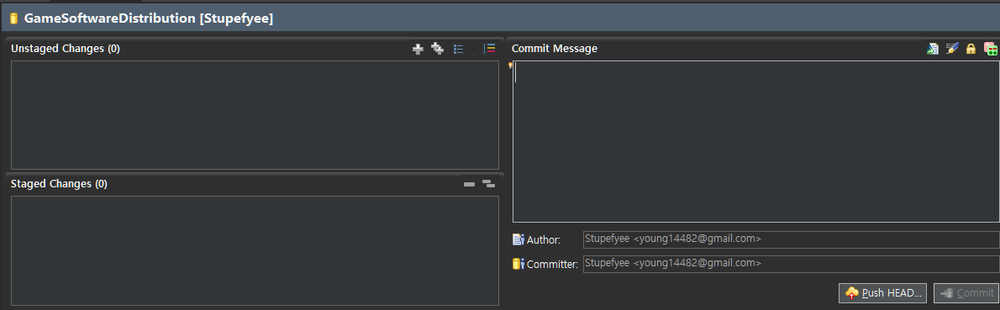 GameSoftwareDistribution [Stupefyee]
Unstaged Changes (0)
Commit Message
Staged Changes (0)
Author:
Stupefyee <young14482@gmail.com>
Committer:
Stupefyee <young14482@gmail.com>
Push HEAD...
Commit